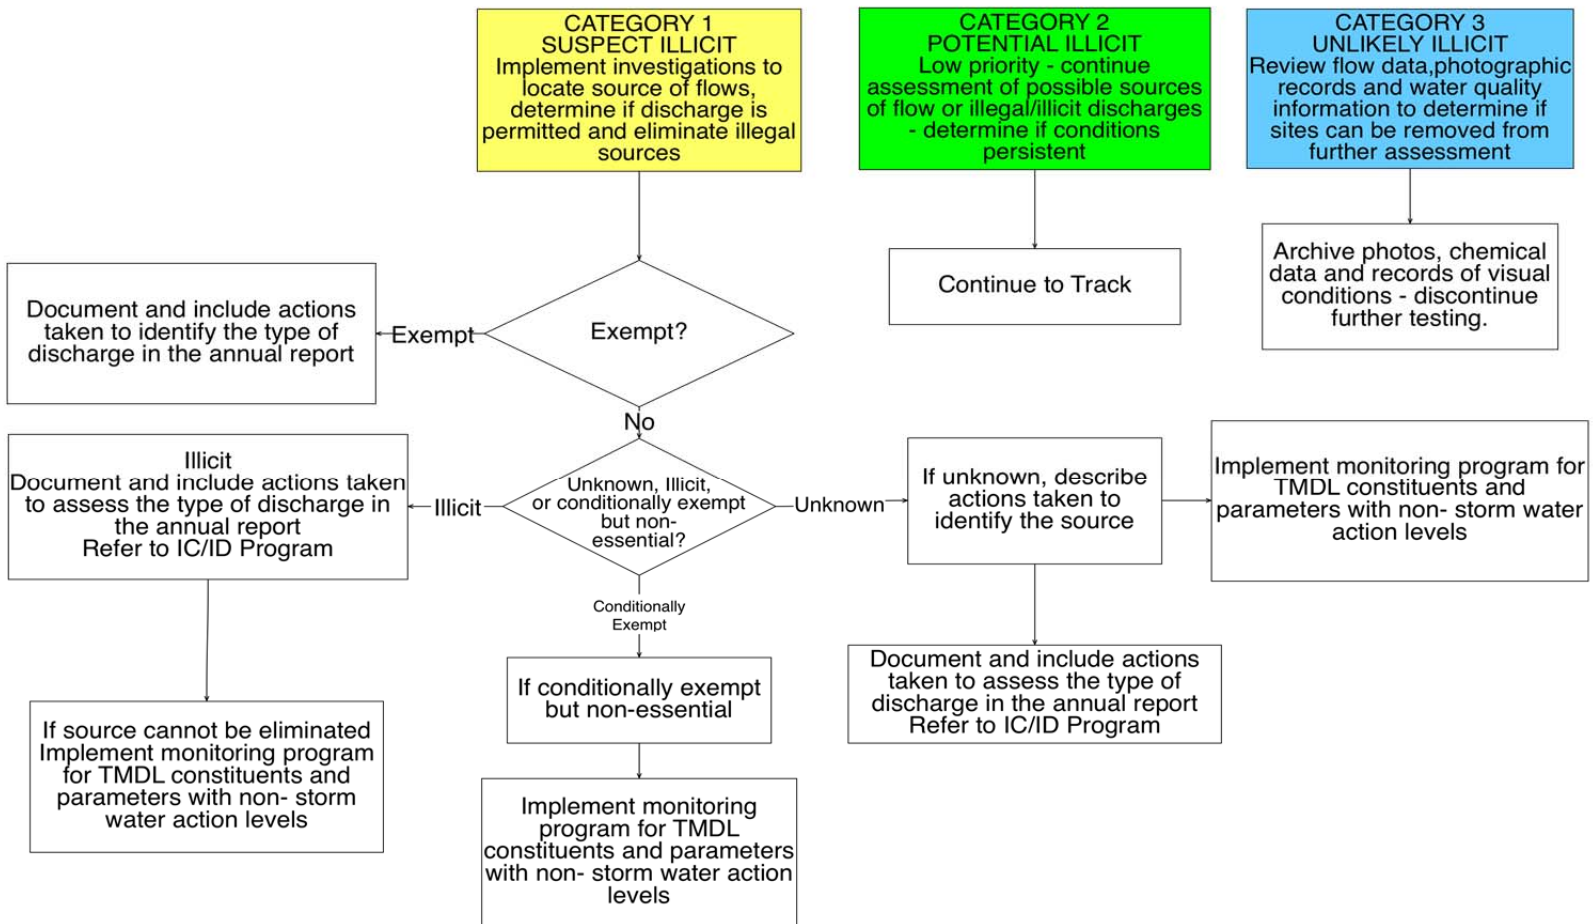 CATEGORY 1
SUSPECT ILLICIT
Implement investigations to
locate source of flows,
determine if discharge is
permitted and eliminate illegal
sources
CATEGORY 2
POTENTIAL ILLICIT
Low priority - continue
assessment of possible sources
of flow or illegal/illicit discharges
- determine if conditions
persistent
CATEGORY 3
UNLIKELY ILLICIT
Review flow data,photographic
records and water quality
information to determine if
sites can be removed from
further assessment
Document and include actions
taken to identify the type of
discharge in the annual report
Exempt
Exempt?
Continue to Track
Archive photos, chemical
data and records of visual
conditions - discontinue
further testing.
No
Illicit
Document and include actions taken
to assess the type of discharge in
the annual report
Refer to IC/ID Program
Illicit
Unknown, Illicit,
or conditionally exempt
but non-
essential?
Unknown
If unknown, describe
actions taken to
identify the source
Implement monitoring program for
TMDL constituents and
parameters with non- storm water
action levels
Conditionally
Exempt
If source cannot be eliminated
Implement monitoring program
for TMDL constituents and
parameters with non- storm
water action levels
If conditionally exempt
but non-essential
Document and include actions
taken to assess the type of
discharge in the annual report
Refer to IC/ID Program
Implement monitoring
program for TMDL
constituents and parameters
with non- storm water action
levels